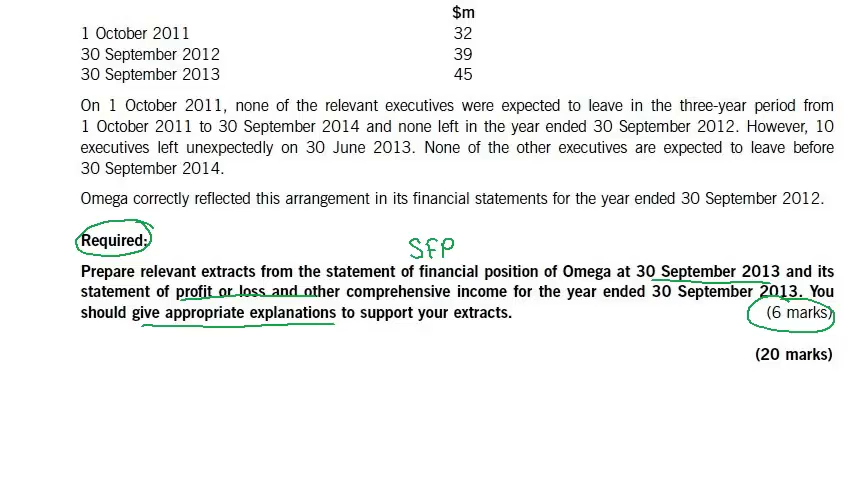 $m
1 October 2011 32
30 September 2012 39
30 September 2013 45
On 1 October 2011, none of the relevant executives were expected to leave in the three-year period from
1 October 2011 to 30 September 2014 and none left in the year ended 30 September 2012. However, 10
executives left unexpectedly on 30 June 2013. None of the other executives are expected to leave before
30 September 2014.
Omega correctly reflected this arrangement in its financial statements for the year ended 30 September 2012.
Required:
SFP
Prepare relevant extracts from the statement of financial position of Omega at 30 September 2013 and its
statement of profit or loss and other comprehensive income for the year ended 30 September 2013. You
should give appropriate explanations to support your extracts. (6 marks)
(20 marks)